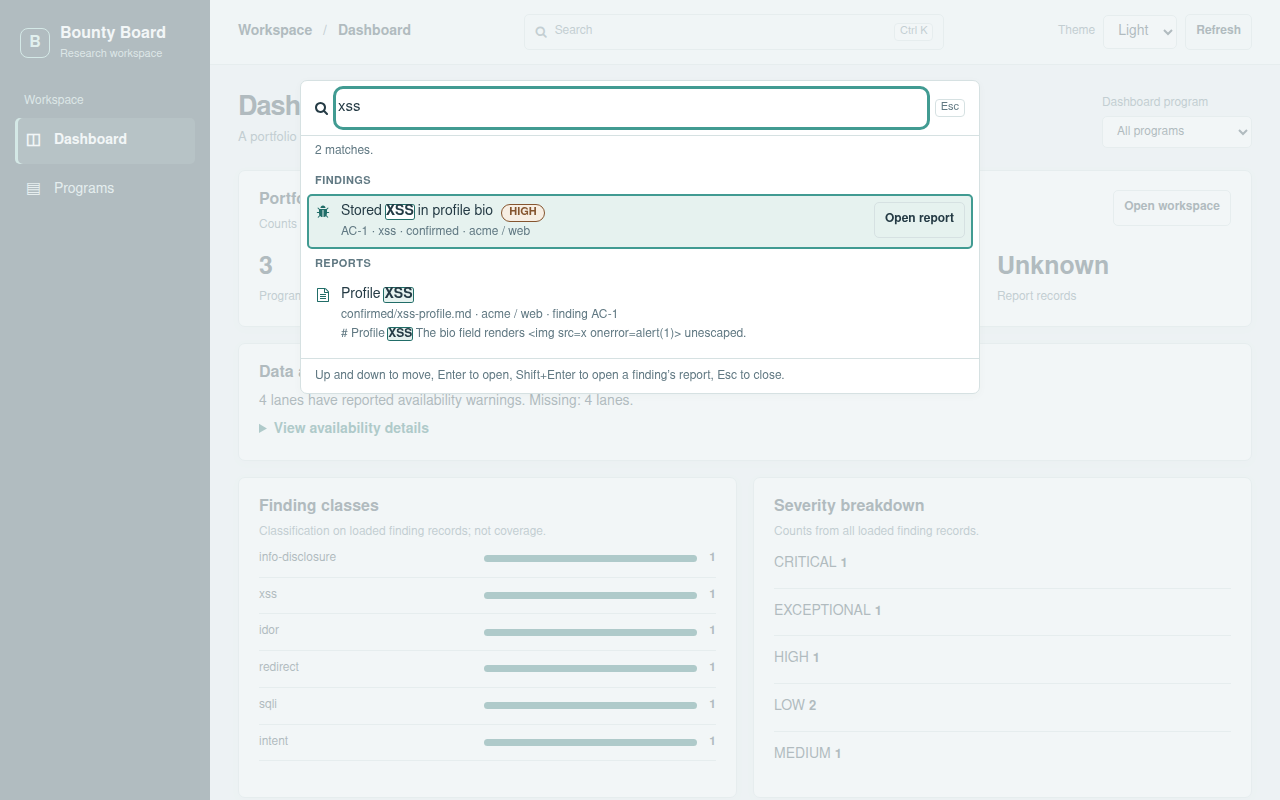 B
Bounty Board
Research workspace
Workspace
Dashboard
Programs
Workspace / Dashboard
Search
Ctrl K
Theme
Light
Refresh
Dash
A portfolio
Dashboard program
All programs
xss
Esc
2 matches.
FINDINGS
Stored XSS in profile bio HIGH
AC-1 · xss · confirmed · acme / web
Open report
REPORTS
Profile XSS
confirmed/xss-profile.md · acme / web · finding AC-1
# Profile XSS The bio field renders <img src=x onerror=alert(1)> unescaped.
Up and down to move, Enter to open, Shift+Enter to open a finding's report, Esc to close.
Portfo
Counts
Open workspace
3
Program
Unknown
Report records
Data a
4 lanes have reported availability warnings. Missing: 4 lanes.
View availability details
Finding classes
Classification on loaded finding records; not coverage.
info-disclosure 1
xss 1
idor 1
redirect 1
sqli 1
intent 1
Severity breakdown
Counts from all loaded finding records.
CRITICAL 1
EXCEPTIONAL 1
HIGH 1
LOW 2
MEDIUM 1